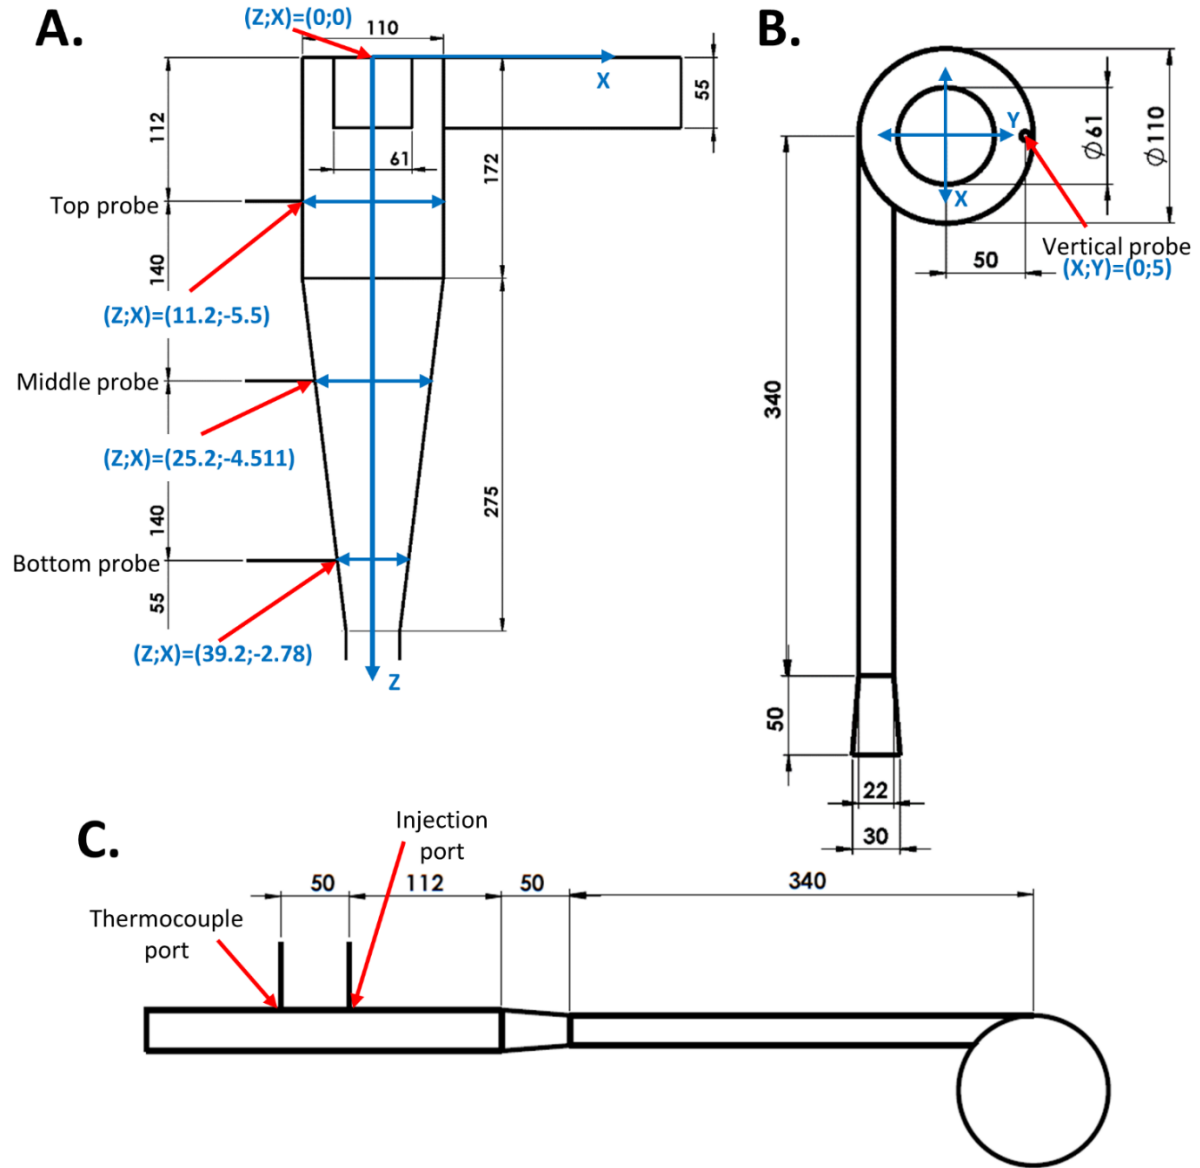 A.
(Z;X)=(0;0)
110
X
55
112
61
172
Top probe
140
(Z;X)=(11.2;-5.5)
Middle probe
(Z;X)=(25.2;-4.511)
275
140
Bottom probe
55
(Z;X)=(39.2;-2.78)
Z
B.
Y
X
Ø61
Ø110
Vertical probe
(X;Y)=(0;5)
50
340
50
22
30
C.
Injection
port
50
112
50
340
Thermocouple
port